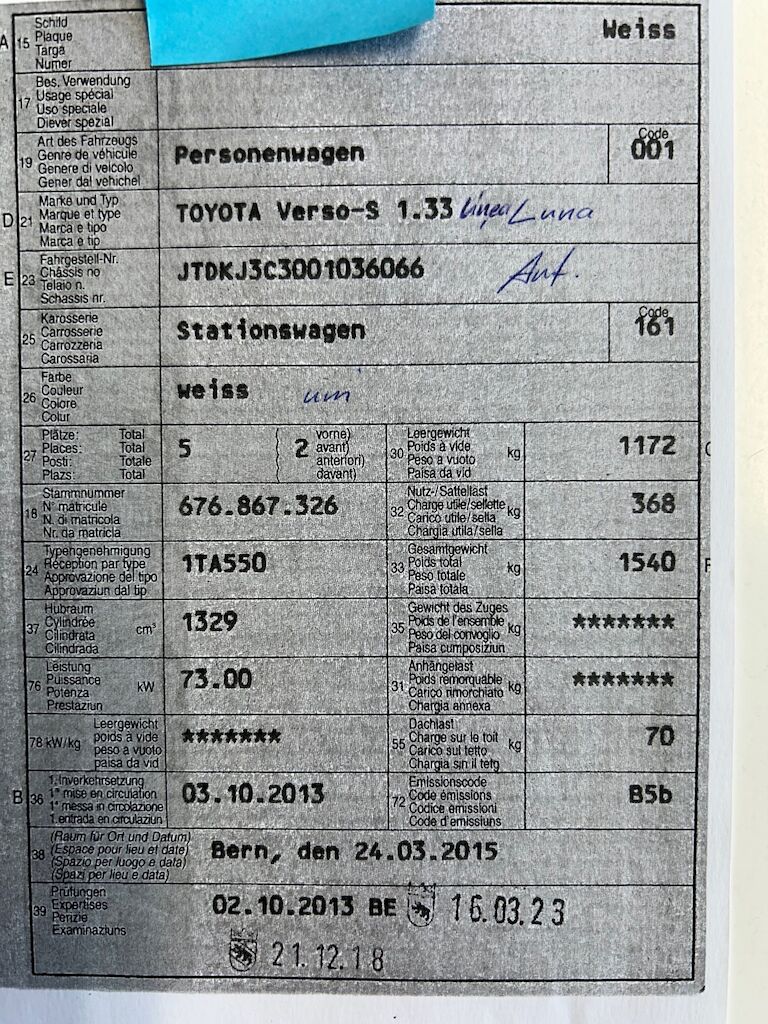 A 15 Schild
Plaque
Targa
Numer
Weiss
17 Bes. Verwendung
Usage spécial
Uso speciale
Diever spezial
19 Art des Fahrzeugs
Genre de véhicule
Genere di veicolo
Gener dal vehichel
Personenwagen
Code
001
D 21 Marke und Typ
Marque et type
Marca e tipo
Marca e tip
TOYOTA Verso-S 1.33 linea Luna
E 23 Fahrgestell-Nr.
Châssis no
Telaio n.
Schassis nr.
JTDKJ3C3001036066
Aut.
25 Karosserie
Carrosserie
Carrozzeria
Carossaria
Stationswagen
Code
161
26 Farbe
Couleur
Colore
Colur
weiss uni
27 Plätze: Total
Places: Total
Posti: Totale
Plazs: Total
5
2
vorne)
avant)
anteriori)
davant)
30 Leergewicht
Poids à vide
Peso a vuoto
Paisa da vid
kg
1172
18 Stammnummer
N° matricule
N. di matricola
Nr. da matricla
676.867.326
32 Nutz-/Sattellast
Charge utile/sellette
Carico utile/sella
Chargia utila/sella
kg
368
24 Typengenehmigung
Réception par type
Approvazione del tipo
Approvaziun dal tip
1TA550
33 Gesamtgewicht
Poids total
Peso totale
Paisa totala
kg
1540
37 Hubraum
Cylindrée
Cilindrata
Cilindrada
cm³
1329
35 Gewicht des Zuges
Poids de l'ensemble
Peso del convoglio
Paisa cumposiziun
kg
*******
76 Leistung
Puissance
Potenza
Prestaziun
kW
73.00
31 Anhängelast
Poids remorquable
Carico rimorchiato
Chargia annexa
kg
*******
78 kW/kg
Leergewicht
poids à vide
peso a vuoto
paisa da vid
*******
55 Dachlast
Charge sur le toit
Carico sul tetto
Chargia sin il tetg
kg
70
B 36 1.Inverkehrsetzung
1re mise en circulation
1a messa in circolazione
1.entrada en circulaziun
03.10.2013
72 Emissionscode
Code émissions
Codice emissioni
Code d'emissiuns
B5b
38 (Raum für Ort und Datum)
(Espace pour lieu et date)
(Spazio per luogo e data)
(Spazi per lieu e data)
Bern, den 24.03.2015
39 Prüfungen
Expertises
Perizie
Examinaziuns
02.10.2013 BE 16.03.23
21.12.18